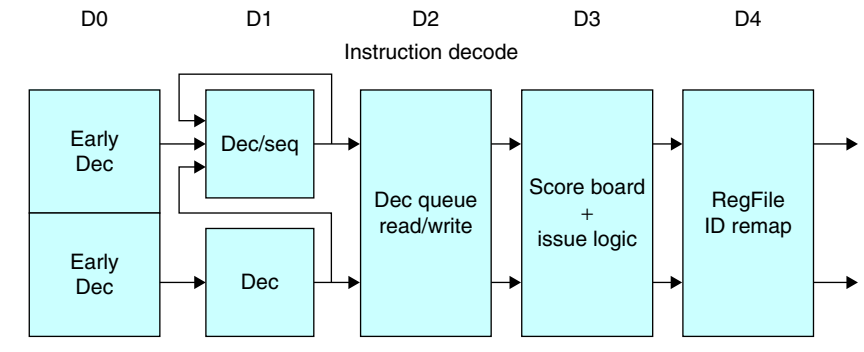 D0 D1 D2 D3 D4
Instruction decode
Early
Dec
Dec/seq
Early
Dec
Dec
Dec queue
read/write
Score board
+
issue logic
RegFile
ID remap